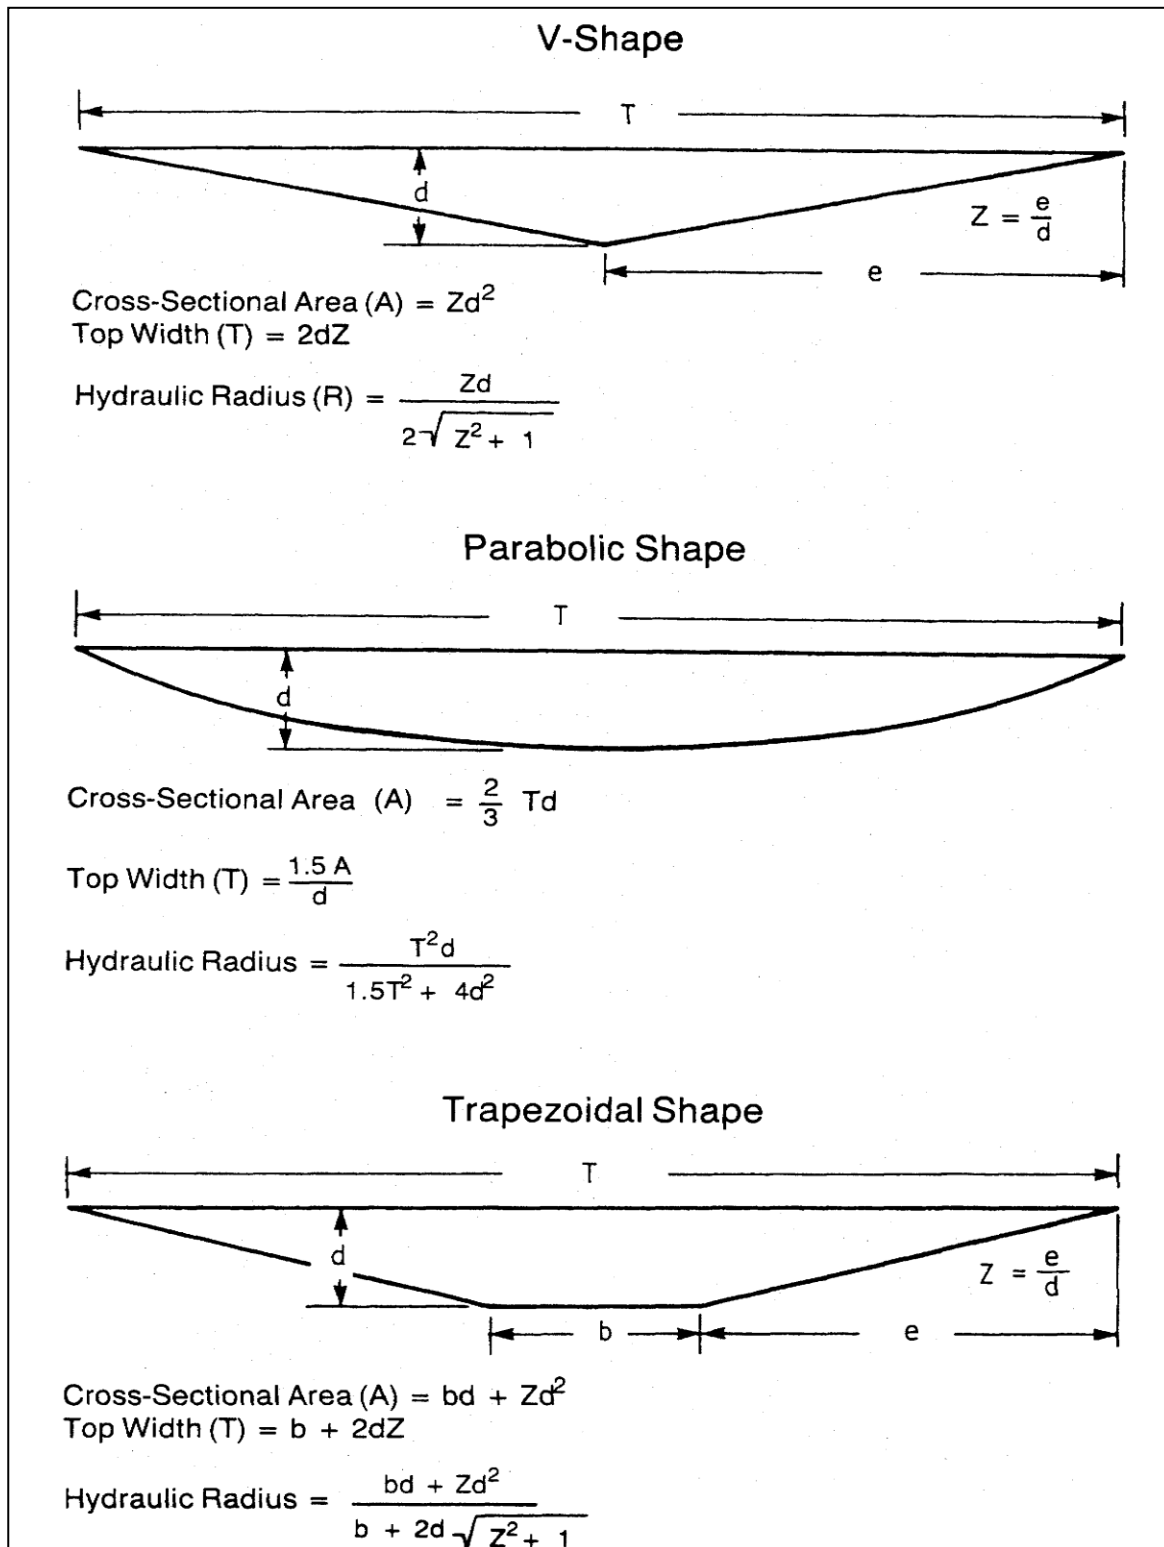 V-Shape
T
d
Z = e/d
e
Cross-Sectional Area (A) = Zd²
Top Width (T) = 2dZ
Hydraulic Radius (R) = Zd / 2√(Z² + 1)
Parabolic Shape
T
d
Cross-Sectional Area (A) = 2/3 Td
Top Width (T) = 1.5 A / d
Hydraulic Radius = T²d / 1.5T² + 4d²
Trapezoidal Shape
T
d
Z = e/d
b
e
Cross-Sectional Area (A) = bd + Zd²
Top Width (T) = b + 2dZ
Hydraulic Radius = bd + Zd² / b + 2d√(Z² + 1)